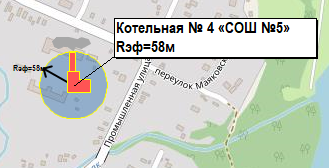 Котельная № 4 «СОШ №5»
Rэф=58м
Rэф=58м
Промышленная улица
переулок Маяковск